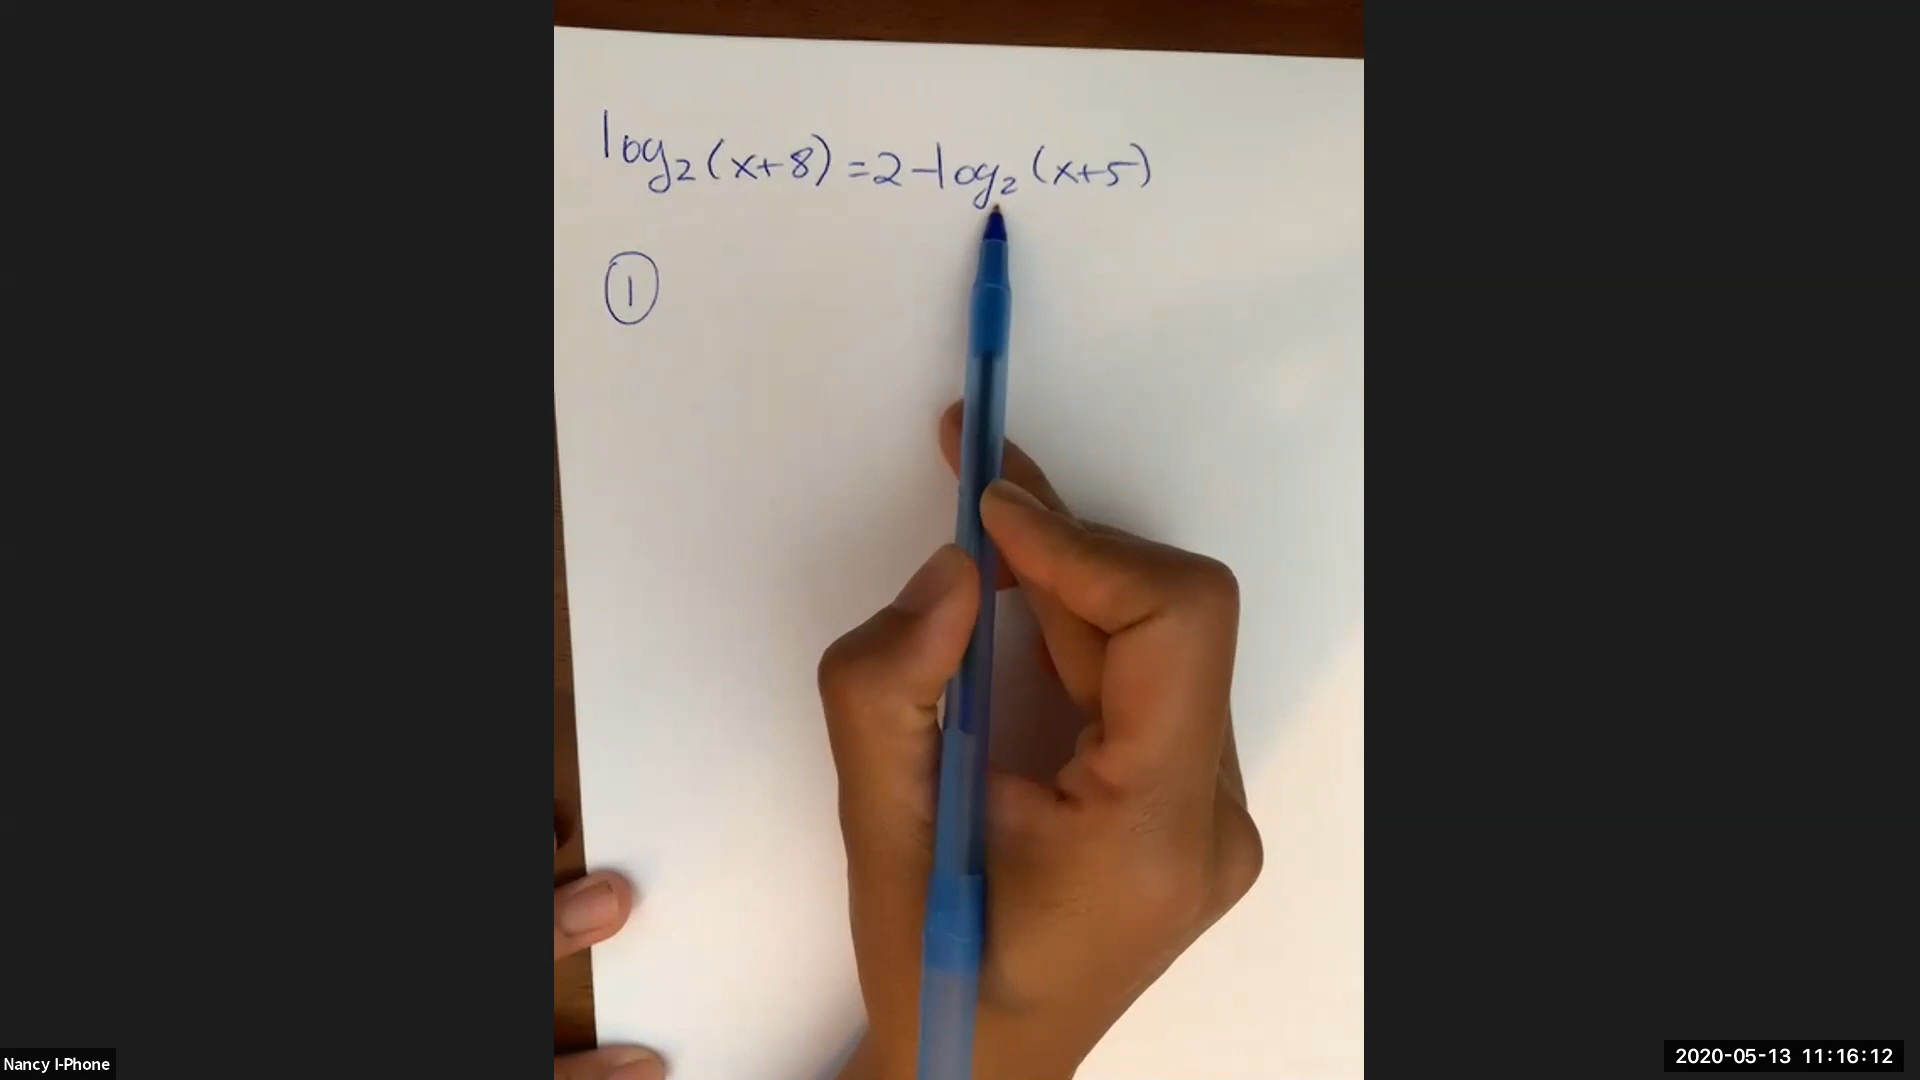 log₂(x+8)=2-log₂(x+5)
①
Nancy I-Phone
2020-05-13 11:16:12